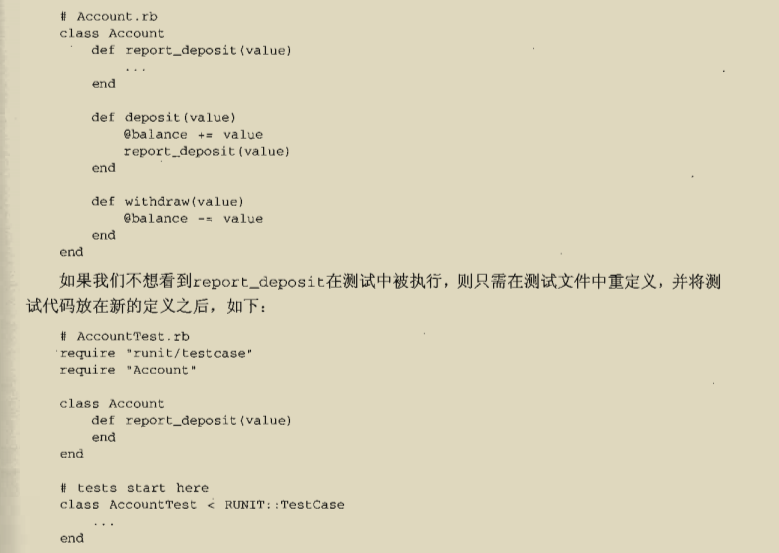 # Account.rb
class Account
    def report_deposit(value)
        ...
    end

    def deposit(value)
        @balance += value
        report_deposit(value)
    end

    def withdraw(value)
        @balance -= value
    end
end
如果我们不想看到report_deposit在测试中被执行，则只需在测试文件中重定义，并将测
试代码放在新的定义之后，如下：
# AccountTest.rb
require "runit/testcase"
require "Account"

class Account
    def report_deposit(value)
    end
end

# tests start here
class AccountTest < RUNIT::TestCase
    ...
end